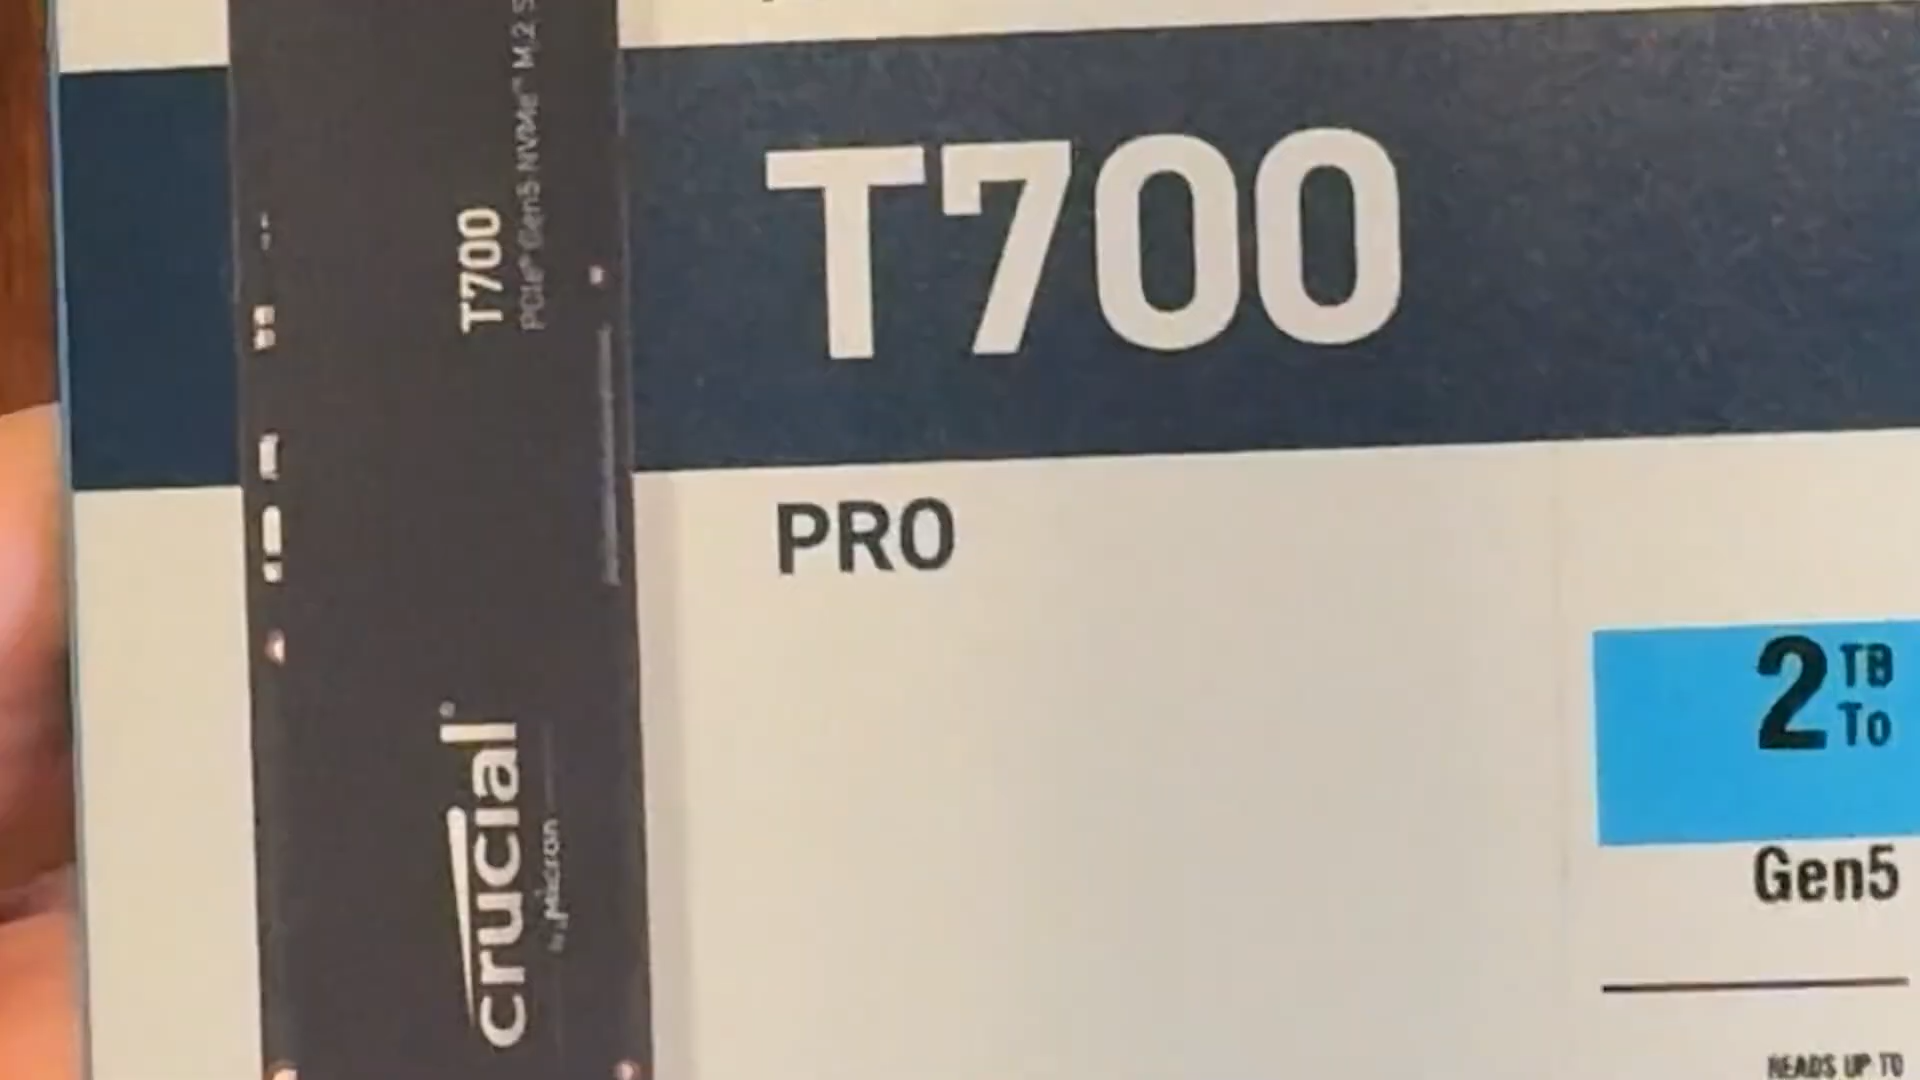 T700
PCIe® Gen5 NVMe™ M.2
crucial®
by Micron
T700
PRO
2 TB
To
Gen5
READS UP TO